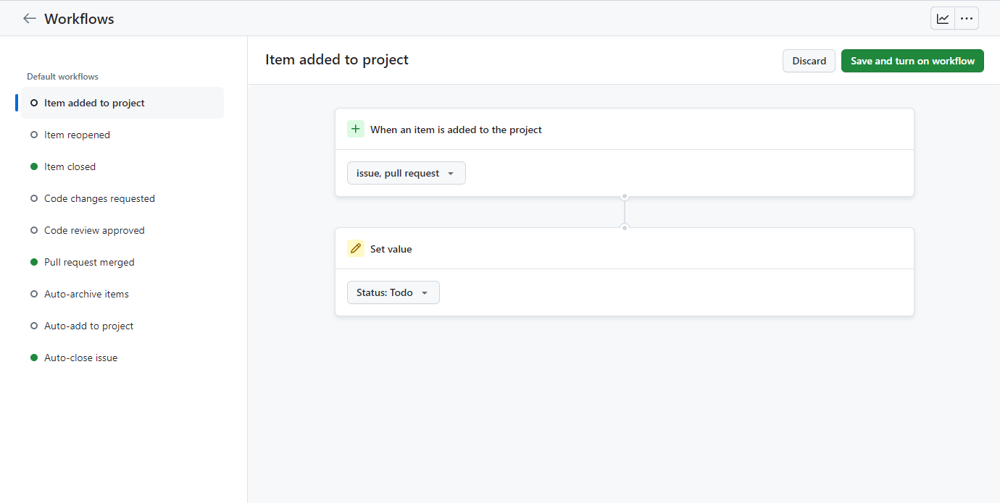 Workflows
Item added to project
Discard
Save and turn on workflow
Default workflows
Item added to project
Item reopened
Item closed
Code changes requested
Code review approved
Pull request merged
Auto-archive items
Auto-add to project
Auto-close issue
When an item is added to the project
issue, pull request
Set value
Status: Todo